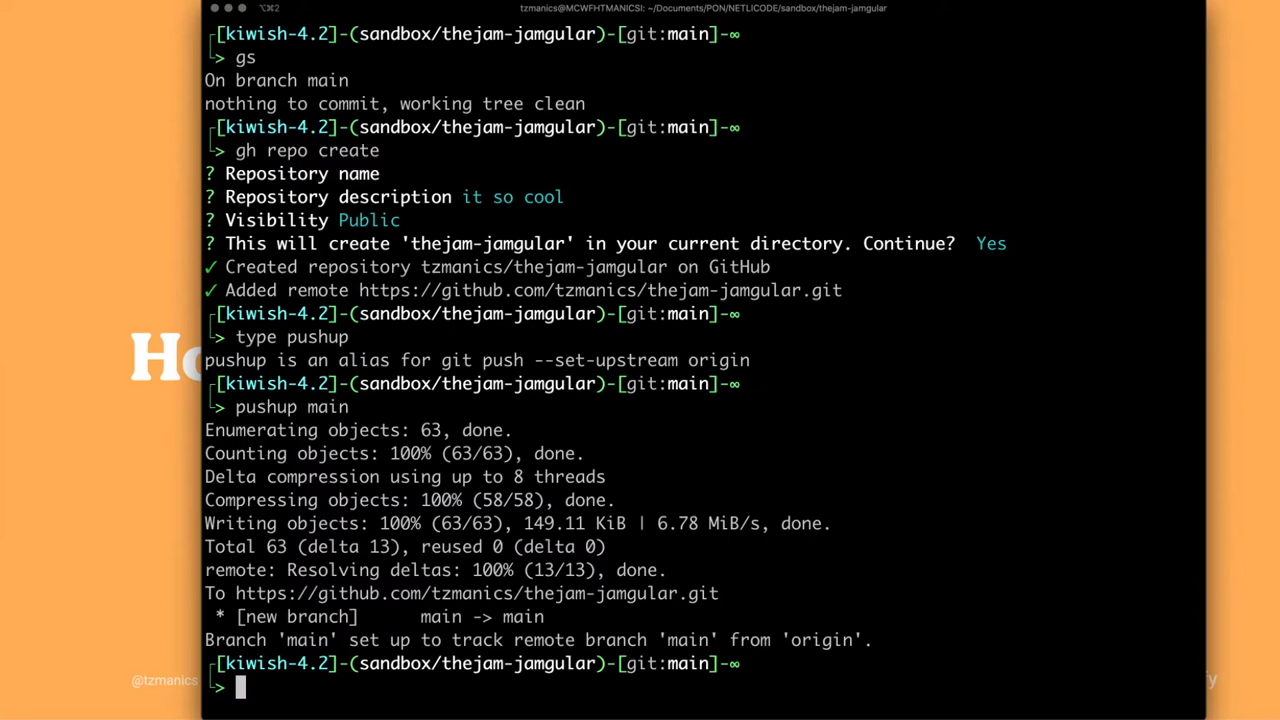 ⌥⌘2 tzmanics@MCWFHTMANICSI: ~/Documents/PON/NETLICODE/sandbox/thejam-jamgular
┌[kiwish-4.2]-(sandbox/thejam-jamgular)-[git:main]-∞
└> gs
On branch main
nothing to commit, working tree clean
┌[kiwish-4.2]-(sandbox/thejam-jamgular)-[git:main]-∞
└> gh repo create
? Repository name
? Repository description it so cool
? Visibility Public
? This will create 'thejam-jamgular' in your current directory. Continue? Yes
✓ Created repository tzmanics/thejam-jamgular on GitHub
✓ Added remote https://github.com/tzmanics/thejam-jamgular.git
┌[kiwish-4.2]-(sandbox/thejam-jamgular)-[git:main]-∞
└> type pushup
pushup is an alias for git push --set-upstream origin
┌[kiwish-4.2]-(sandbox/thejam-jamgular)-[git:main]-∞
└> pushup main
Enumerating objects: 63, done.
Counting objects: 100% (63/63), done.
Delta compression using up to 8 threads
Compressing objects: 100% (58/58), done.
Writing objects: 100% (63/63), 149.11 KiB | 6.78 MiB/s, done.
Total 63 (delta 13), reused 0 (delta 0)
remote: Resolving deltas: 100% (13/13), done.
To https://github.com/tzmanics/thejam-jamgular.git
* [new branch] main -> main
Branch 'main' set up to track remote branch 'main' from 'origin'.
┌[kiwish-4.2]-(sandbox/thejam-jamgular)-[git:main]-∞
└>
@tzmanics